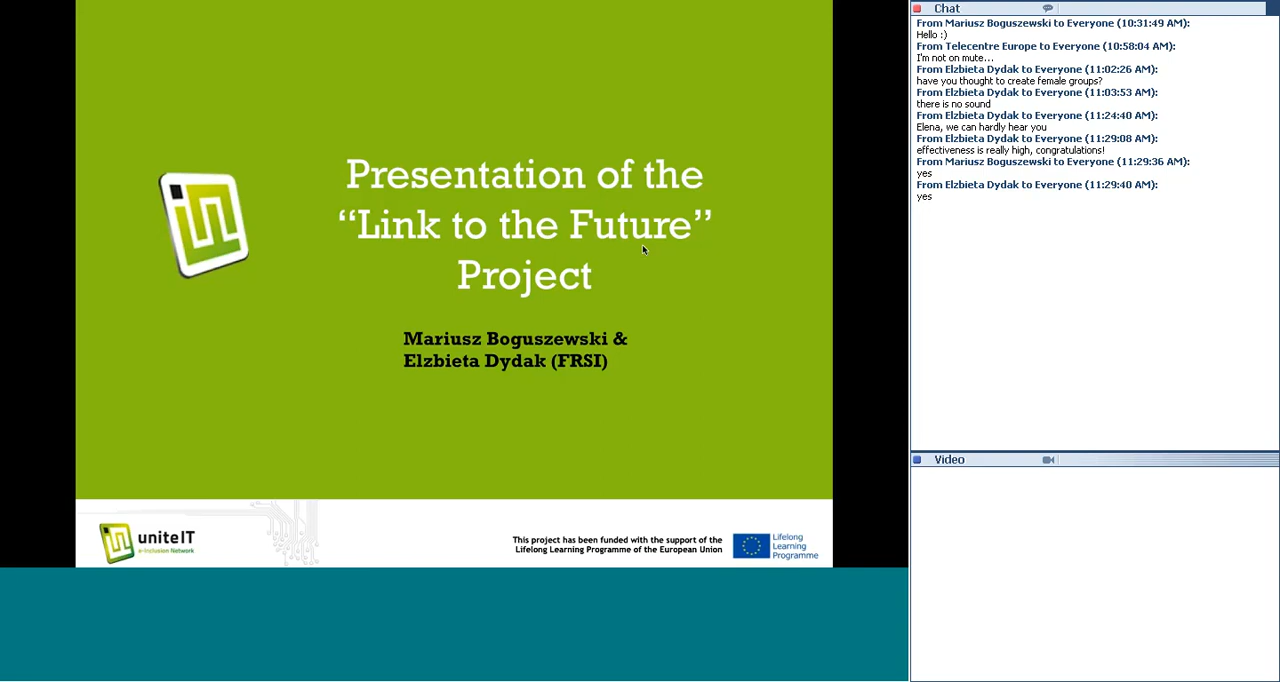 Presentation of the
“Link to the Future”
Project
Mariusz Boguszewski &
Elzbieta Dydak (FRSI)
uniteIT
e-Inclusion Network
This project has been funded with the support of the
Lifelong Learning Programme of the European Union
Lifelong
Learning
Programme
Chat
From Mariusz Boguszewski to Everyone (10:31:49 AM):
Hello :)
From Telecentre Europe to Everyone (10:58:04 AM):
I'm not on mute...
From Elzbieta Dydak to Everyone (11:02:26 AM):
have you thought to create female groups?
From Elzbieta Dydak to Everyone (11:03:53 AM):
there is no sound
From Elzbieta Dydak to Everyone (11:24:40 AM):
Elena, we can hardly hear you
From Elzbieta Dydak to Everyone (11:29:08 AM):
effectiveness is really high, congratulations!
From Mariusz Boguszewski to Everyone (11:29:36 AM):
yes
From Elzbieta Dydak to Everyone (11:29:40 AM):
yes
Video